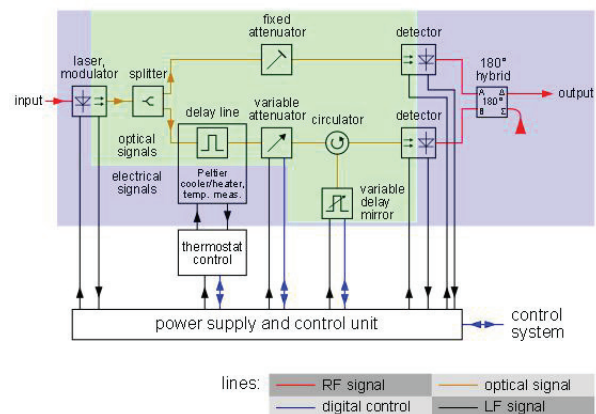 fixed
attenuator
detector
laser,
modulator
splitter
180°
hybrid
input
A Δ
180°
B Σ
output
delay line
variable
attenuator
circulator
detector
optical
signals
electrical
signals
Peltier
cooler/heater,
temp. meas.
variable
delay
mirror
thermostat
control
power supply and control unit
control
system
lines:
RF signal
optical signal
digital control
LF signal